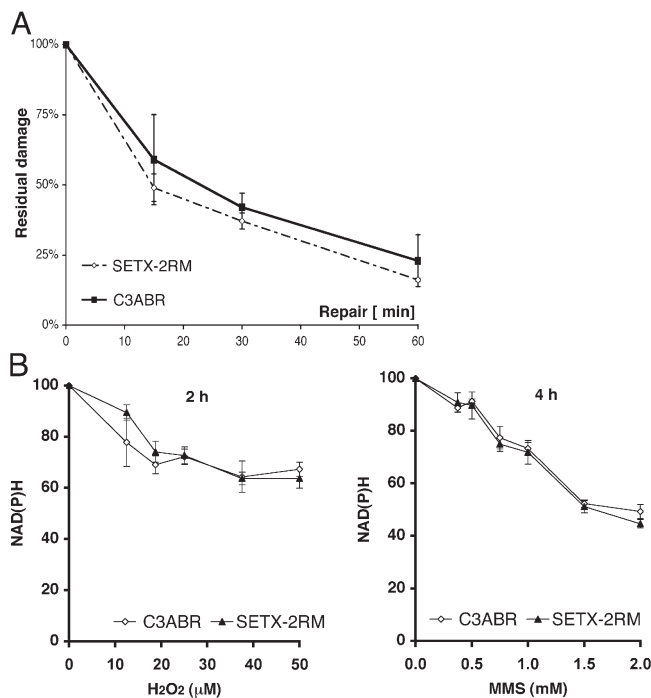 A
100%
75%
50%
25%
0%
Residual damage
SETX-2RM
C3ABR
Repair [ min]
0 10 20 30 40 50 60
B
100
80
60
40
20
0
NAD(P)H
2 h
C3ABR SETX-2RM
0 10 20 30 40 50
H2O2 (μM)
100
80
60
40
20
0
NAD(P)H
4 h
C3ABR SETX-2RM
0.0 0.5 1.0 1.5 2.0
MMS (mM)